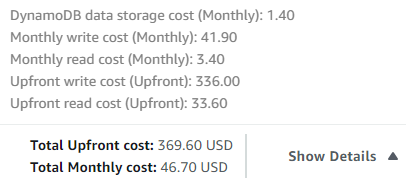 DynamoDB data storage cost (Monthly): 1.40
Monthly write cost (Monthly): 41.90
Monthly read cost (Monthly): 3.40
Upfront write cost (Upfront): 336.00
Upfront read cost (Upfront): 33.60
Total Upfront cost: 369.60 USD
Total Monthly cost: 46.70 USD
Show Details ▲